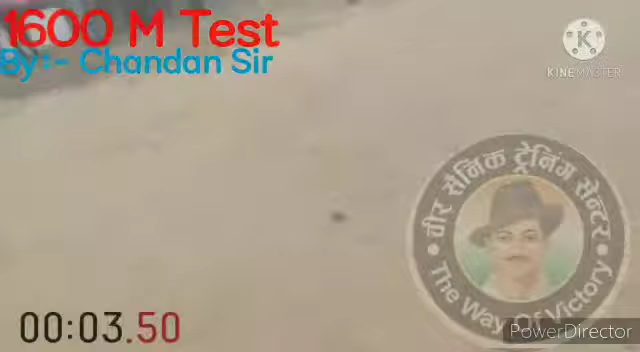 1600 M Test
By:- Chandan Sir
KINEMASTER
वीर सैनिक ट्रेनिंग सेन्टर
The Way Of Victory
PowerDirector
00:03.50